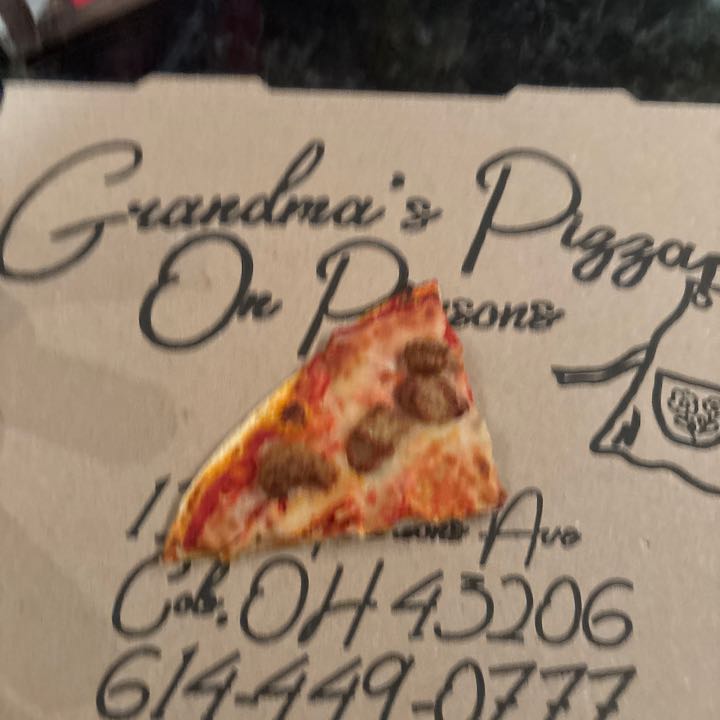 Grandma's Pizza
On
Ave
Col. OH 43206
614-449-0777